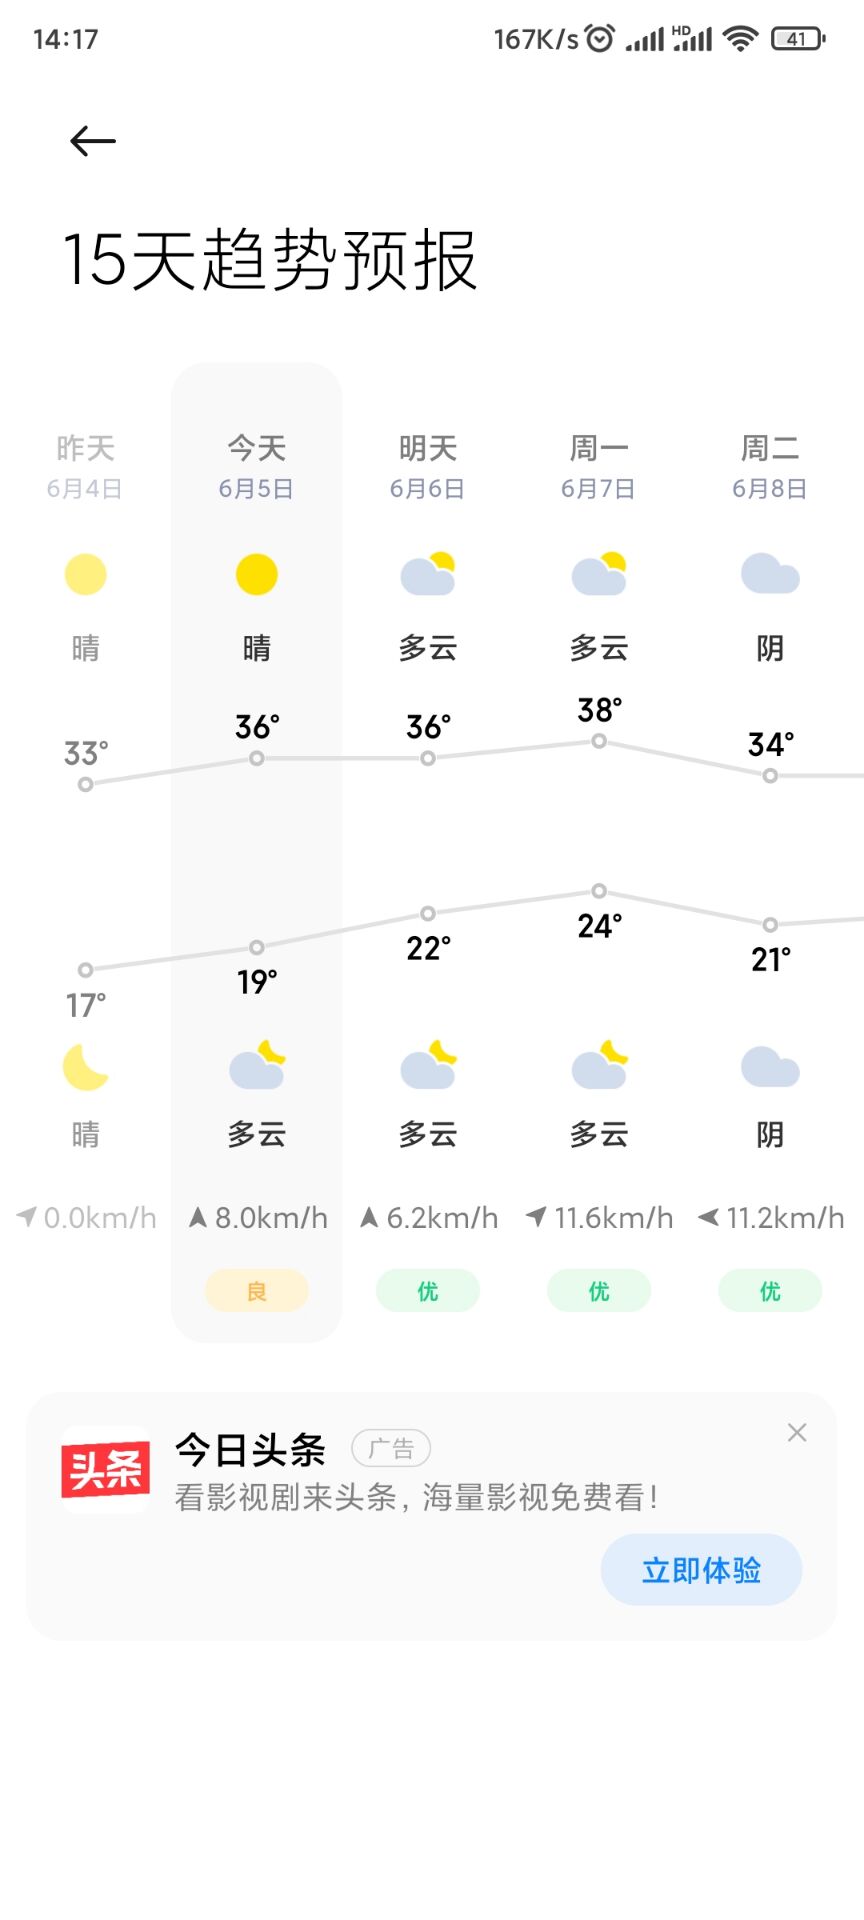 14:17 167K/s HD 41
15天趋势预报
昨天 今天 明天 周一 周二
6月4日 6月5日 6月6日 6月7日 6月8日
晴 晴 多云 多云 阴
33° 36° 36° 38° 34°
17° 19° 22° 24° 21°
晴 多云 多云 多云 阴
0.0km/h 8.0km/h 6.2km/h 11.6km/h 11.2km/h
良 优 优 优
头条 今日头条 广告
看影视剧来头条，海量影视免费看！
立即体验